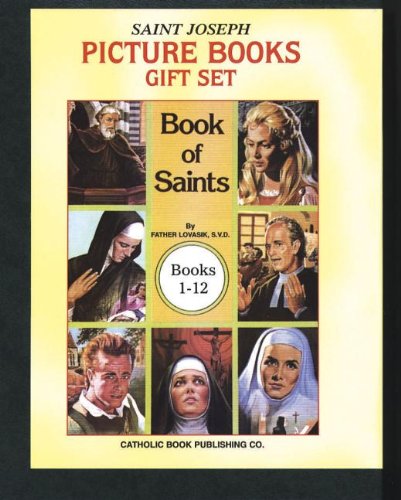 SAINT JOSEPH
PICTURE BOOKS
GIFT SET
Book
of
Saints
By
FATHER LOVASIK, S.V.D.
Books
1-12
CATHOLIC BOOK PUBLISHING CO.